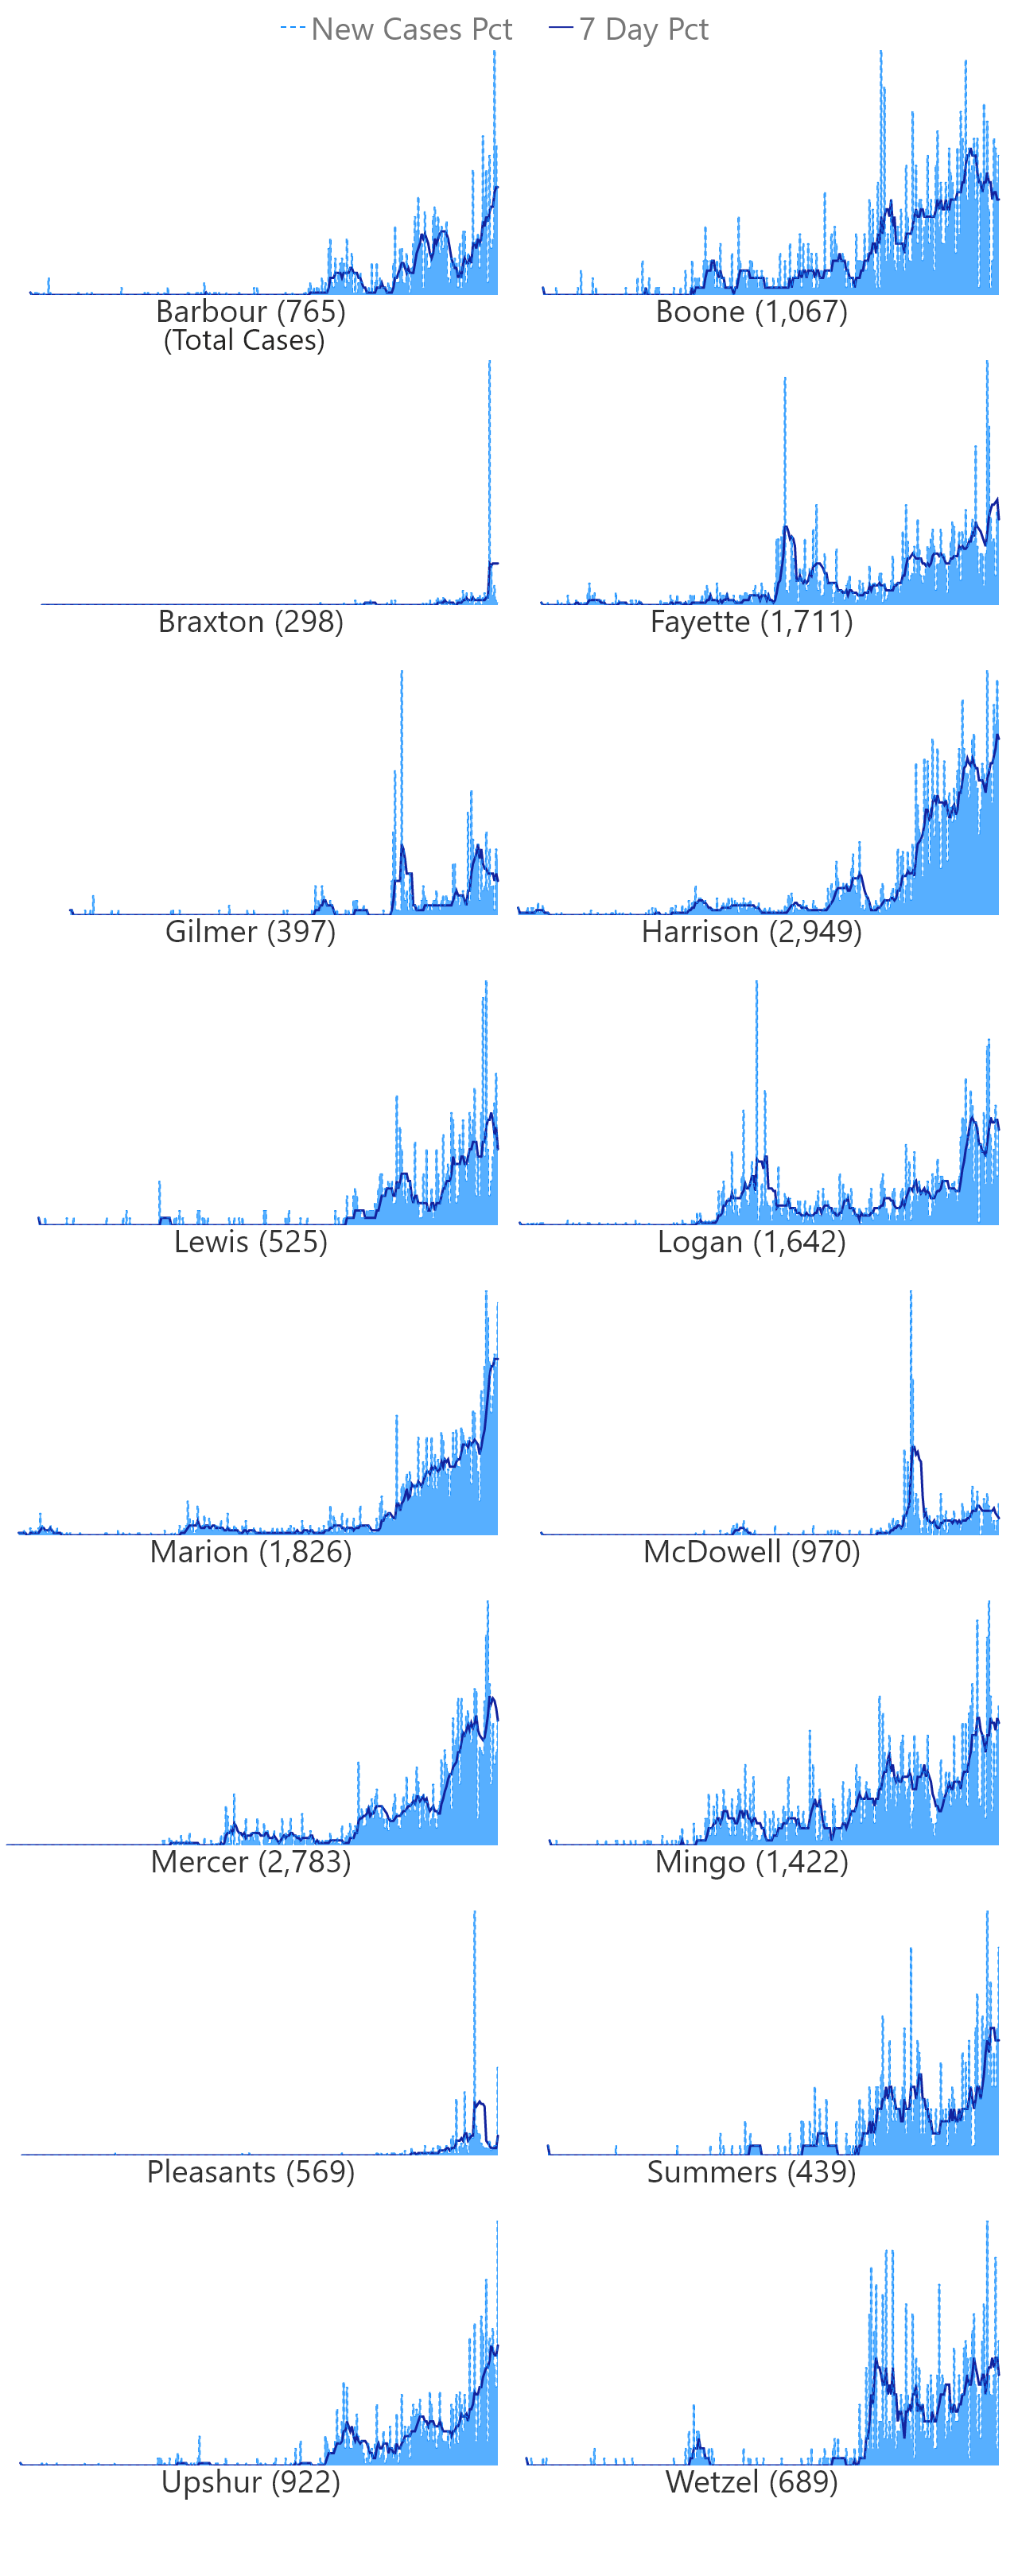 New Cases Pct 7 Day Pct
Barbour (765) Boone (1,067)
(Total Cases)
Braxton (298) Fayette (1,711)
Gilmer (397) Harrison (2,949)
Lewis (525) Logan (1,642)
Marion (1,826) McDowell (970)
Mercer (2,783) Mingo (1,422)
Pleasants (569) Summers (439)
Upshur (922) Wetzel (689)